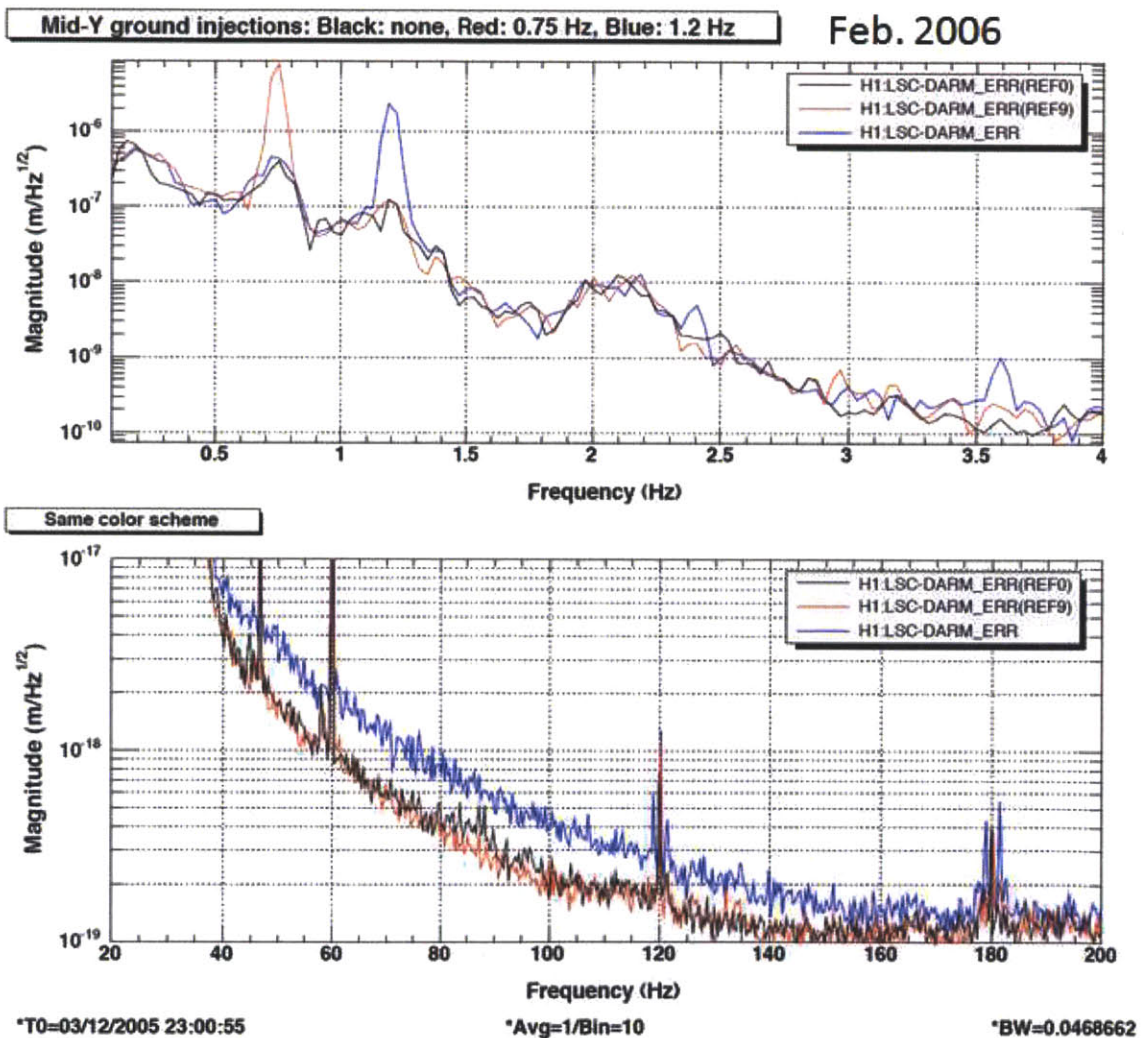 Mid-Y ground injections: Black: none, Red: 0.75 Hz, Blue: 1.2 Hz
Feb. 2006
H1:LSC-DARM_ERR(REF0)
H1:LSC-DARM_ERR(REF9)
H1:LSC-DARM_ERR
Magnitude (m/Hz^1/2)
10^-6
10^-7
10^-8
10^-9
10^-10
0.5 1 1.5 2 2.5 3 3.5 4
Frequency (Hz)
Same color scheme
H1:LSC-DARM_ERR(REF0)
H1:LSC-DARM_ERR(REF9)
H1:LSC-DARM_ERR
Magnitude (m/Hz^1/2)
10^-17
10^-18
10^-19
20 40 60 80 100 120 140 160 180 200
Frequency (Hz)
*T0=03/12/2005 23:00:55 *Avg=1/Bin=10 *BW=0.0468662